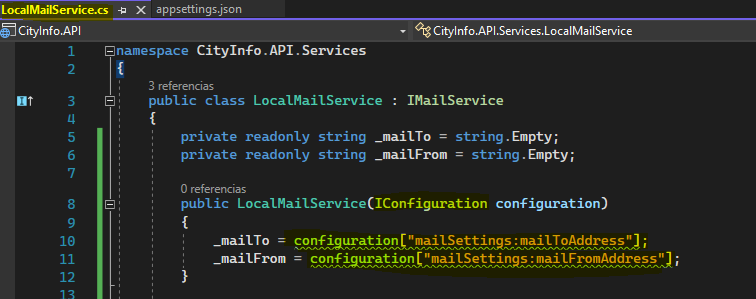 LocalMailService.cs appsettings.json
CityInfo.API CityInfo.API.Services.LocalMailService
1 namespace CityInfo.API.Services
2 {
3 referencias
3 public class LocalMailService : IMailService
4 {
5 private readonly string _mailTo = string.Empty;
6 private readonly string _mailFrom = string.Empty;
7
0 referencias
8 public LocalMailService(IConfiguration configuration)
9 {
10 _mailTo = configuration["mailSettings:mailToAddress"];
11 _mailFrom = configuration["mailSettings:mailFromAddress"];
12 }
13